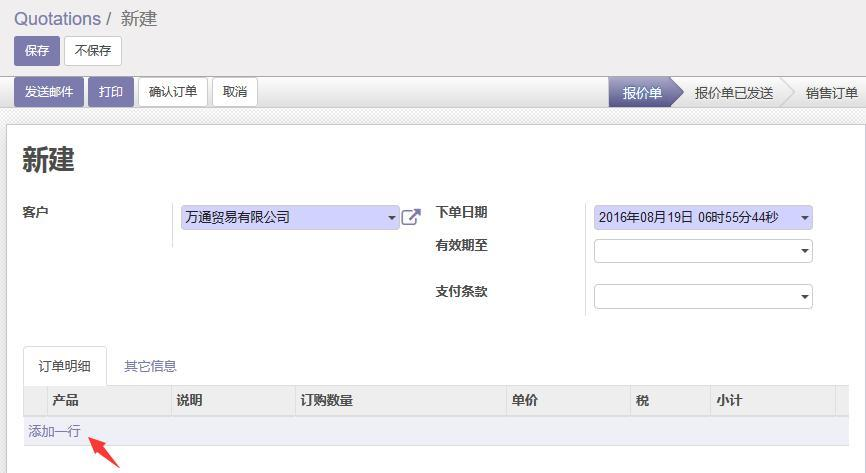 Quotations / 新建
保存 不保存
发送邮件 打印 确认订单 取消 报价单 报价单已发送 销售订单
新建
客户 万通贸易有限公司 下单日期 2016年08月19日 06时55分44秒
有效期至
支付条款
订单明细 其它信息
产品 说明 订购数量 单价 税 小计
添加一行